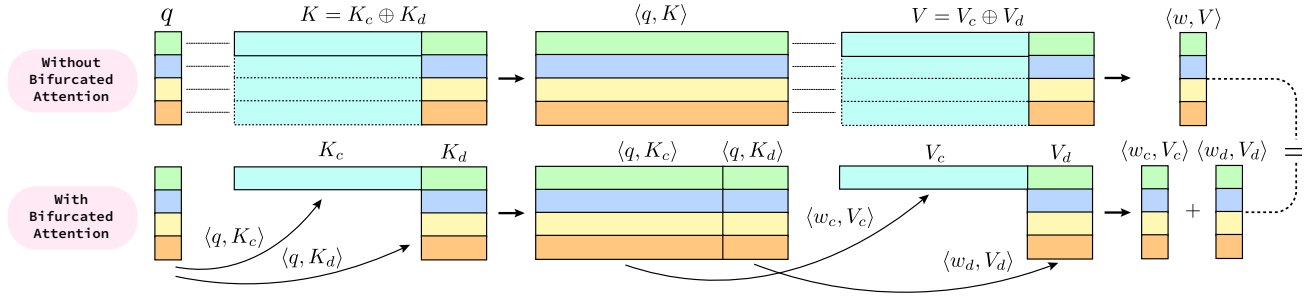 q
K = K_c ⊕ K_d
⟨q, K⟩
V = V_c ⊕ V_d
⟨w, V⟩
Without
Bifurcated
Attention
K_c
K_d
⟨q, K_c⟩
⟨q, K_d⟩
V_c
V_d
⟨w_c, V_c⟩
⟨w_d, V_d⟩
=
With
Bifurcated
Attention
⟨q, K_c⟩
⟨q, K_d⟩
⟨w_c, V_c⟩
⟨w_d, V_d⟩
+